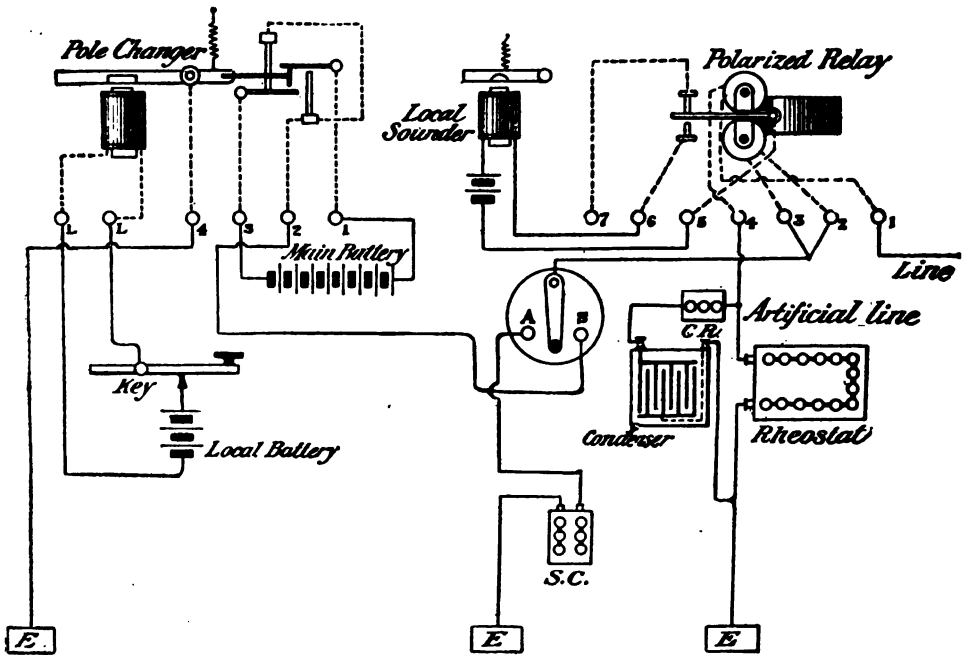 Pole Changer
Polarized Relay
Local
Sounder
L L 4 3 2 1
7 6 5 4 3 2 1
Main Battery
Line
A B
C.R.
Artificial line
Key
Condenser
Rheostat
Local Battery
S.C.
E E E